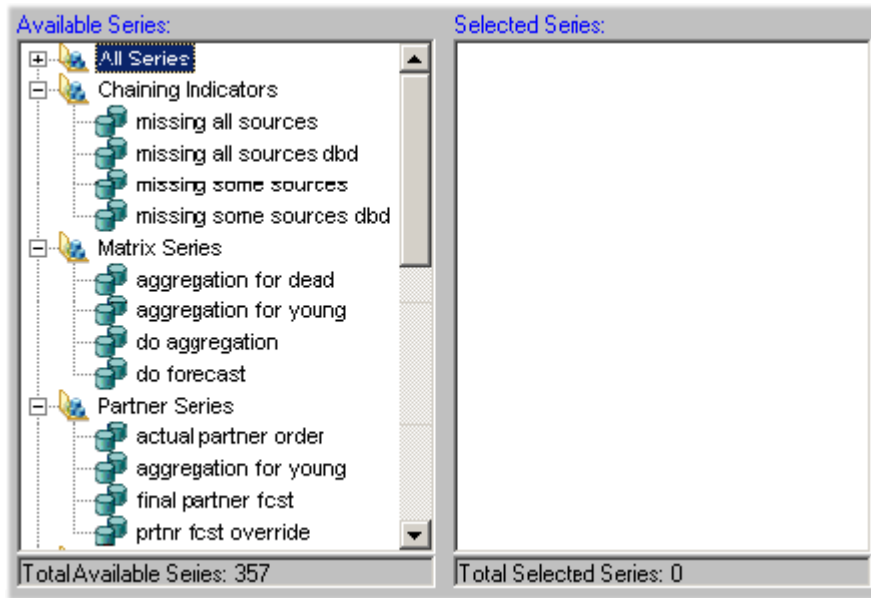 Available Series:
All Series
Chaining Indicators
missing all sources
missing all sources dbd
missing some sources
missing some sources dbd
Matrix Series
aggregation for dead
aggregation for young
do aggregation
do forecast
Partner Series
actual partner order
aggregation for young
final partner fcst
prtnr fcst override
Total Available Series: 357
Selected Series:
Total Selected Series: 0